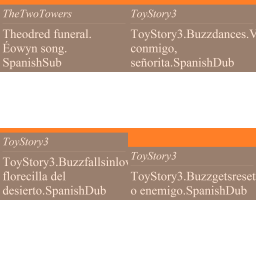 TheTwoTowers
Theodred funeral.
Éowyn song.
SpanishSub
ToyStory3
ToyStory3.Buzzdances.V
conmigo,
señorita.SpanishDub
ToyStory3
ToyStory3.Buzzfallsinlov
florecilla del
desierto.SpanishDub
ToyStory3
ToyStory3.Buzzgetsreset
o enemigo.SpanishDub